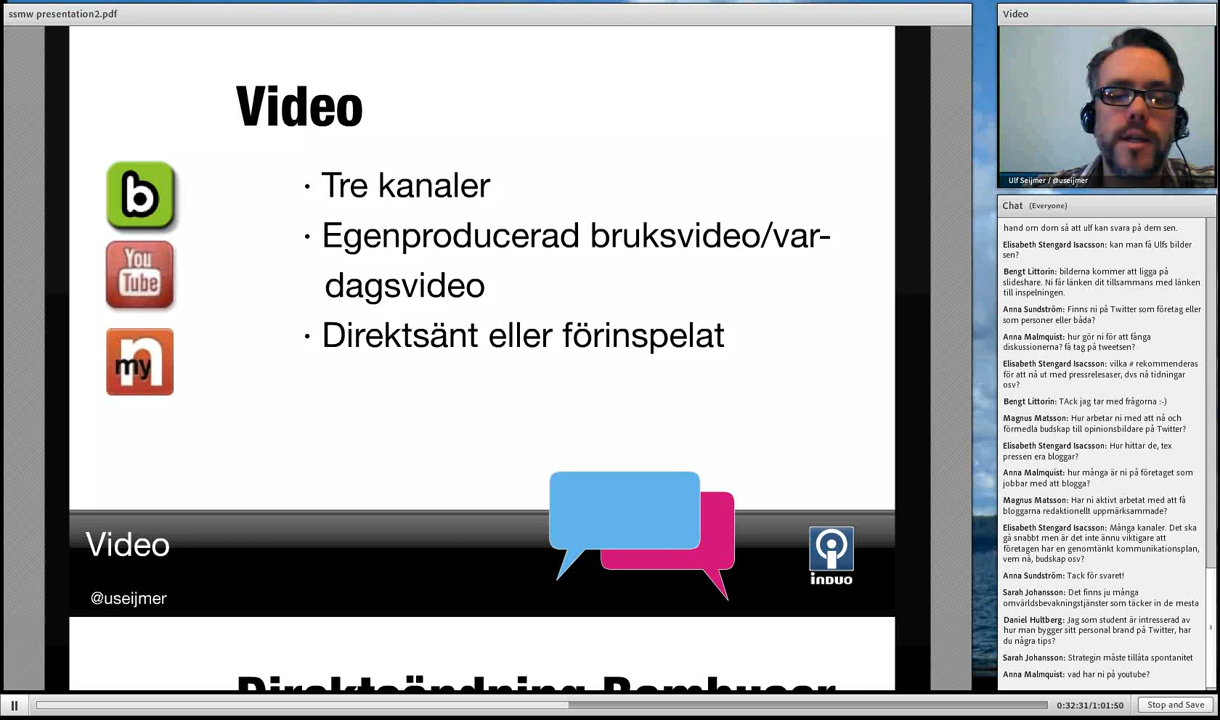 ssmw presentation2.pdf
Video
· Tre kanaler
· Egenproducerad bruksvideo/var-
dagsvideo
· Direktsänt eller förinspelat
b
You
Tube
my
n
Video
@useijmer
INDUO
Direktsändning Bambuser
Video
Ulf Seijmer / @useijmer
Chat (Everyone)
hand om dom så att ulf kan svara på dem sen.
Elisabeth Stengard Isacsson: kan man få Ulfs bilder
sen?
Bengt Littorin: bilderna kommer att ligga på
slideshare. Ni får länken dit tillsammans med länken
till inspelningen.
Anna Sundström: Finns ni på Twitter som företag eller
som personer eller båda?
Anna Malmquist: hur gör ni för att fånga
diskussionerna? få tag på tweetsen?
Elisabeth Stengard Isacsson: vilka # rekommenderas
för att nå ut med pressrelesaser, dvs nå tidningar
osv?
Bengt Littorin: TAck jag tar med frågorna :-)
Magnus Matsson: Hur arbetar ni med att nå och
förmedla budskap till opinionsbildare på Twitter?
Elisabeth Stengard Isacsson: Hur hittar de, tex
pressen era bloggar?
Anna Malmquist: hur många är ni på företaget som
jobbar med att blogga?
Magnus Matsson: Har ni aktivt arbetat med att få
bloggarna redaktionellt uppmärksammade?
Elisabeth Stengard Isacsson: Många kanaler. Det ska
gå snabbt men är det inte ännu viktigare att
företagen har en genomtänkt kommunikationsplan,
vem nå, budskap osv?
Anna Sundström: Tack för svaret!
Sarah Johansson: Det finns ju många
omvärldsbevakningstjänster som täcker in de mesta
Daniel Hultberg: Jag som student är intresserad av
hur man bygger sitt personal brand på Twitter, har
du några tips?
Sarah Johansson: Strategin måste tillåta spontanitet
Anna Malmquist: vad har ni på youtube?
0:32:31/1:01:50
Stop and Save